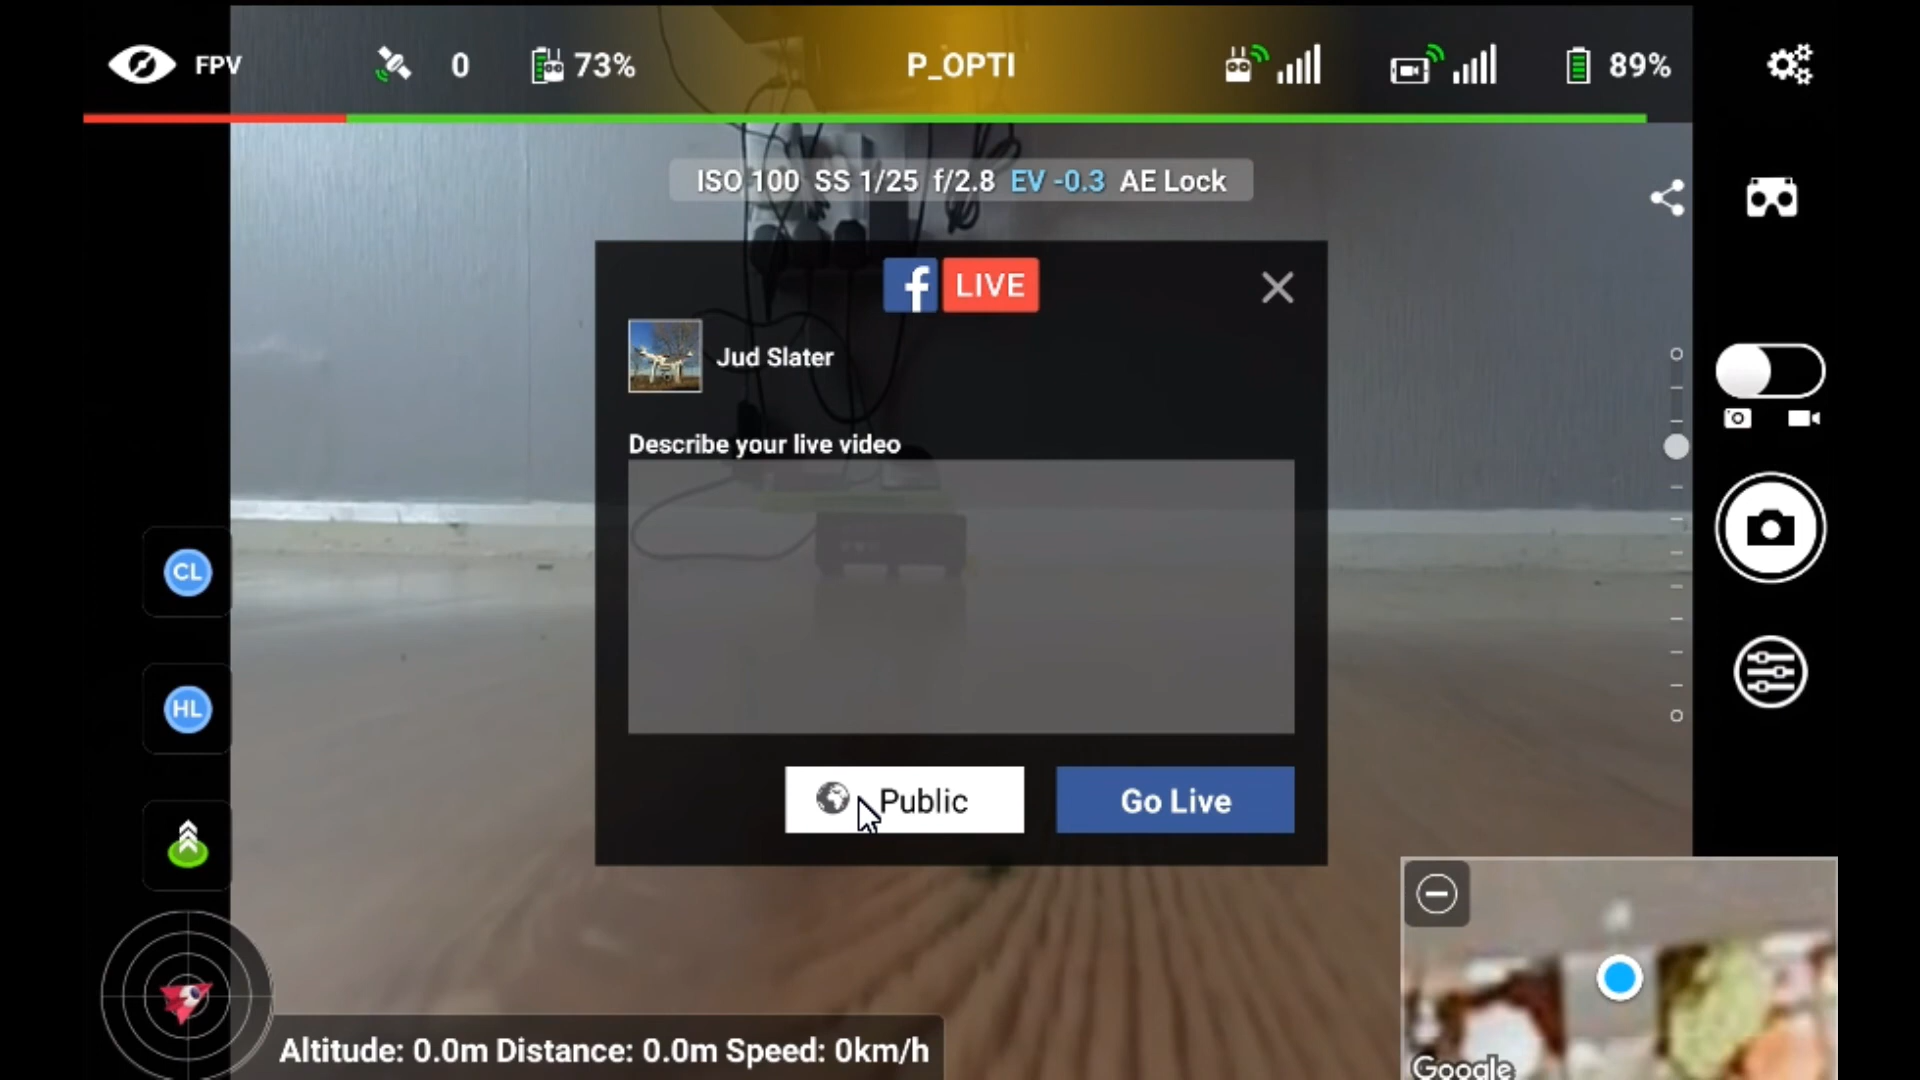 FPV
0
73%
P_OPTI
89%
ISO 100 SS 1/25 f/2.8 EV -0.3 AE Lock
f LIVE
Jud Slater
Describe your live video
CL
HL
Public
Go Live
Altitude: 0.0m Distance: 0.0m Speed: 0km/h
Google